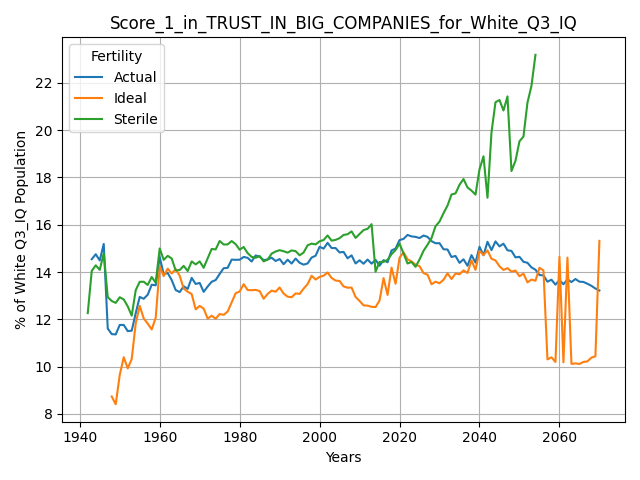 Score_1_in_TRUST_IN_BIG_COMPANIES_for_White_Q3_IQ
Fertility
Actual
Ideal
Sterile
% of White Q3_IQ Population
22
20
18
16
14
12
10
8
1940 1960 1980 2000 2020 2040 2060
Years